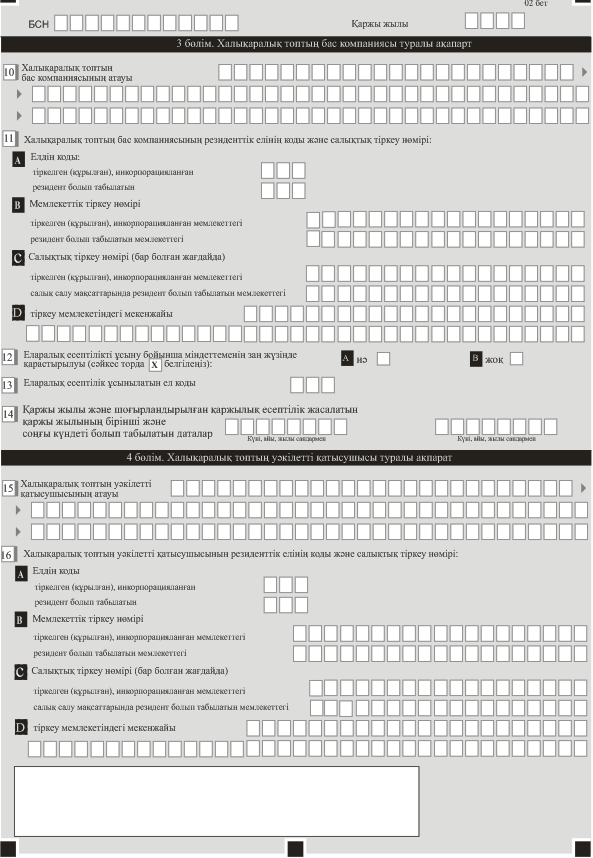 02 бет
БСН Қаржы жылы
3 бөлім. Халықаралық топтың бас компаниясы туралы ақапарт
10 Халықаралық топтың
бас компаниясының атауы
11 Халықаралық топтың бас компаниясының резиденттік елінің коды және салықтық тіркеу нөмірі:
A Елдің коды:
тіркелген (құрылған), инкорпорацияланған
резидент болып табылатын
B Мемлекеттік тіркеу нөмірі
тіркелген (құрылған), инкорпорацияланған мемлекеттегі
резидент болып табылатын мемлекеттегі
C Салықтық тіркеу нөмірі (бар болған жағдайда)
тіркелген (құрылған), инкорпорацияланған мемлекеттегі
салық салу мақсаттарында резидент болып табылатын мемлекеттегі
D тіркеу мемлекетіндегі мекенжайы
12 Еларалық есептілікті ұсыну бойынша міндеттеменің заң жүзінде
карастырылуы (сәйкес торда X белгілеңіз): A иә B жоқ
13 Еларалық есептілік ұсынылатын ел коды
14 Қаржы жылы және шоғырландырылған қаржылық есептілік жасалатын
қаржы жылының бірінші және
соңғы күндеті болып табылатын даталар
Күні, айы, жылы сандармен Күні, айы, жылы сандармен
4 бөлім. Халықаралық топтың уәкілетті қатысушысы туралы ақпарат
15 Халықаралық топтың уәкілетті
қатысушысының атауы
16 Халықаралық топтың уәкілетті қатысушысының резиденттік елінің коды және салықтық тіркеу нөмірі:
A Елдің коды
тіркелген (құрылған), инкорпорацияланған
резидент болып табылатын
B Мемлекеттік тіркеу нөмірі
тіркелген (құрылған), инкорпорацияланған мемлекеттегі
резидент болып табылатын мемлекеттегі
C Салықтық тіркеу нөмірі (бар болған жағдайда)
тіркелген (құрылған), инкорпорацияланған мемлекеттегі
салық салу мақсаттарында резидент болып табылатын мемлекеттегі
D тіркеу мемлекетіндегі мекенжайы